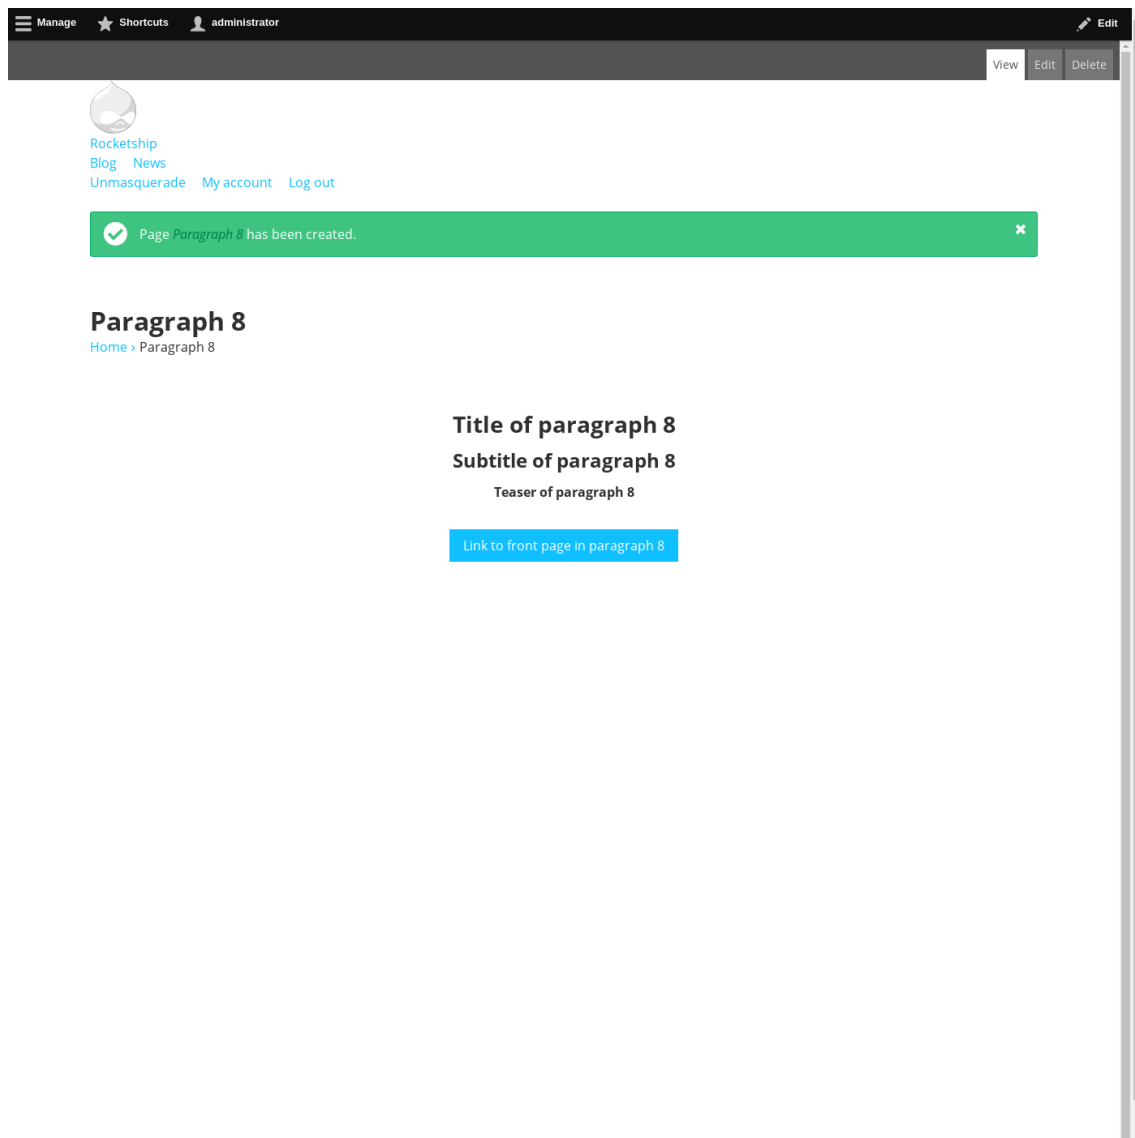 Manage Shortcuts administrator Edit
View Edit Delete
Rocketship
Blog News
Unmasquerade My account Log out
Page Paragraph 8 has been created.
Paragraph 8
Home › Paragraph 8
Title of paragraph 8
Subtitle of paragraph 8
Teaser of paragraph 8
Link to front page in paragraph 8